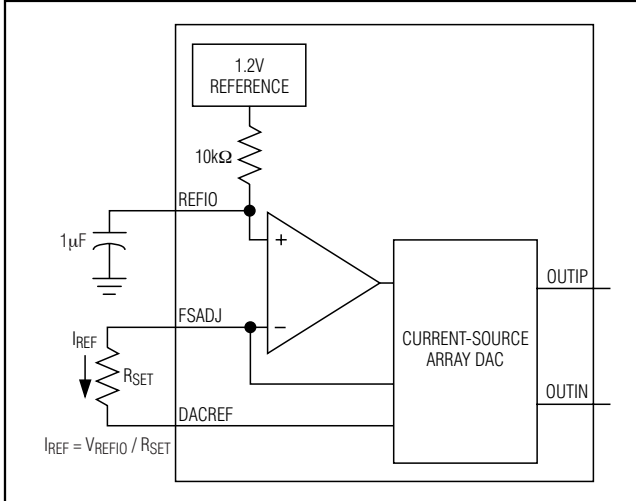 1.2V
REFERENCE
10kΩ
REFIO
1μF
+
FSADJ
−
IREF
RSET
CURRENT-SOURCE
ARRAY DAC
OUTIP
OUTIN
DACREF
IREF = VREFIO / RSET